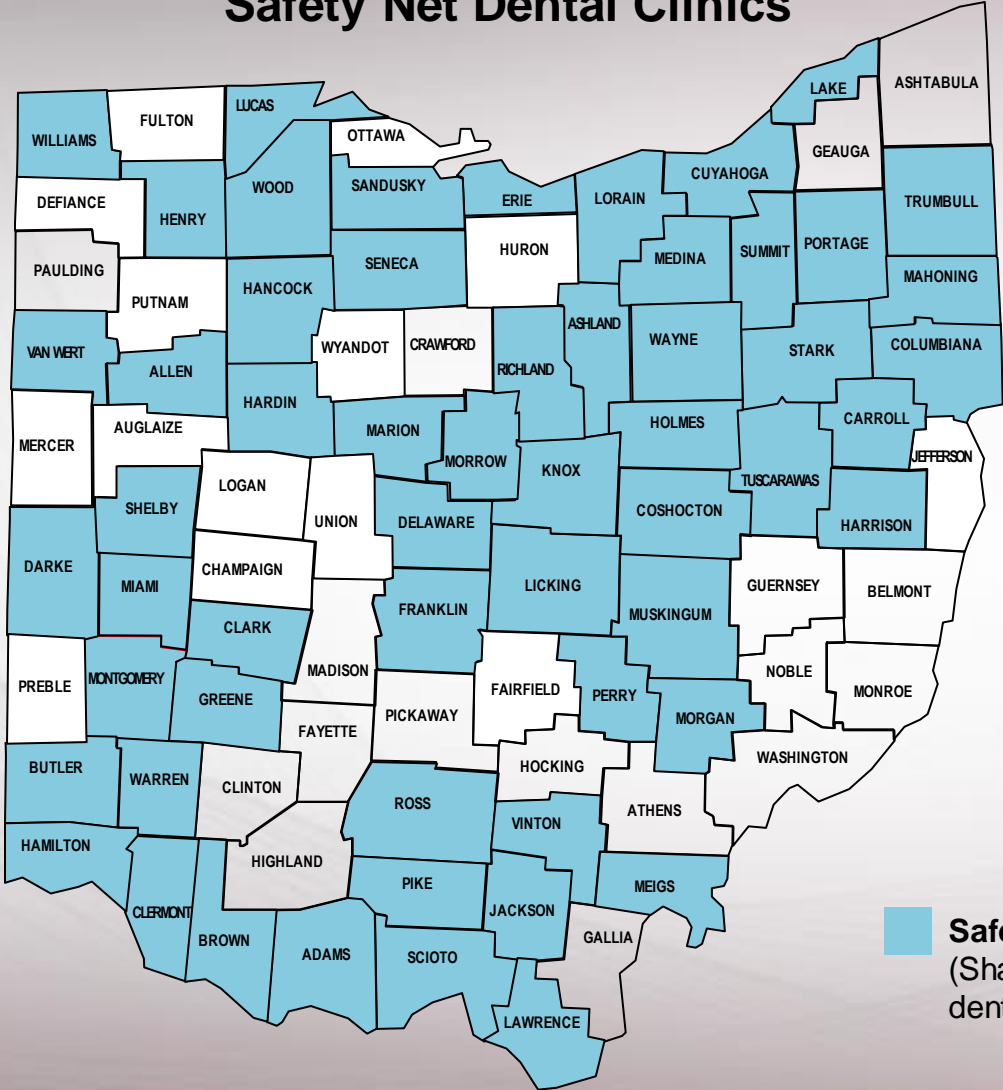 Safety Net Dental Clinics
LAKE
ASHTABULA
LUCAS
FULTON
WILLIAMS
OTTAWA
GEAUGA
CUYAHOGA
WOOD
SANDUSKY
ERIE
LORAIN
TRUMBULL
DEFIANCE
HENRY
HURON
MEDINA
SUMMIT
PORTAGE
PAULDING
SENECA
MAHONING
HANCOCK
PUTNAM
ASHLAND
WAYNE
COLUMBIANA
VAN WERT
WYANDOT
CRAWFORD
STARK
ALLEN
RICHLAND
HARDIN
CARROLL
MERCER
AUGLAIZE
MARION
HOLMES
JEFFERSON
MORROW
KNOX
LOGAN
TUSCARAWAS
SHELBY
UNION
DELAWARE
COSHOCTON
HARRISON
DARKE
CHAMPAIGN
MIAMI
LICKING
GUERNSEY
BELMONT
FRANKLIN
MUSKINGUM
CLARK
MADISON
NOBLE
PREBLE
MONTGOMERY
FAIRFIELD
PERRY
MONROE
GREENE
PICKAWAY
MORGAN
FAYETTE
WASHINGTON
BUTLER
WARREN
HOCKING
CLINTON
ROSS
ATHENS
VINTON
HAMILTON
HIGHLAND
PIKE
MEIGS
CLERMONT
JACKSON
BROWN
GALLIA
ADAMS
SCIOTO
LAWRENCE
(Sha
dent